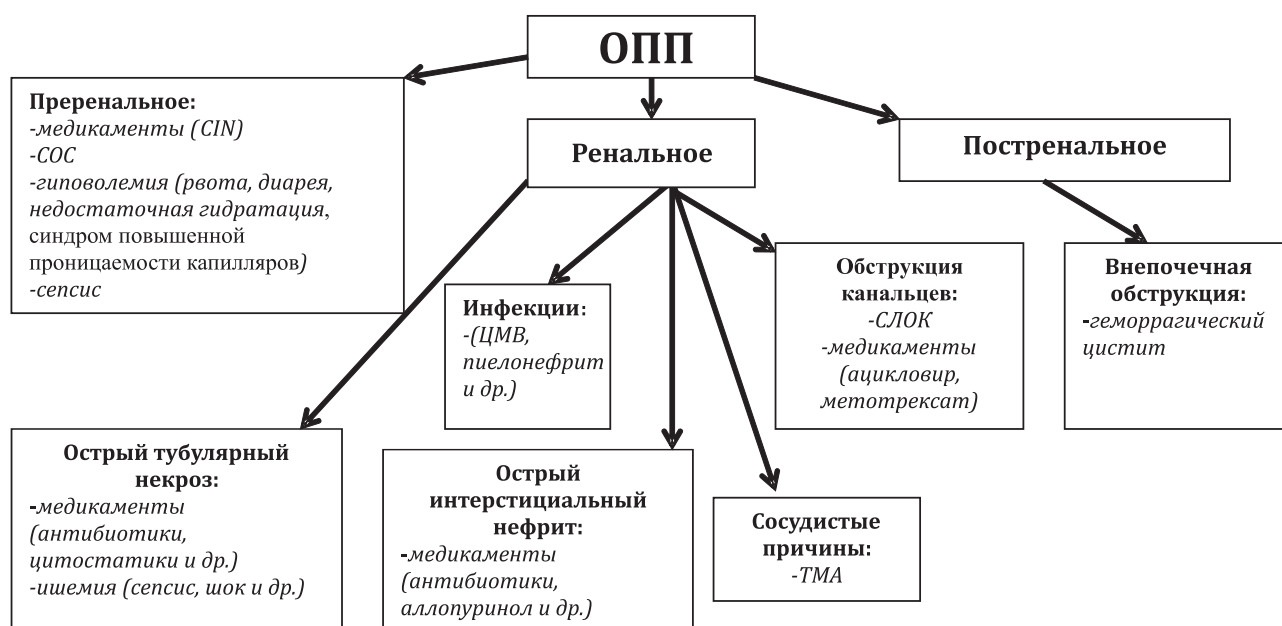 ОПП
Преренальное:
-медикаменты (CIN)
-СОС
-гиповолемия (рвота, диарея,
недостаточная гидратация,
синдром повышенной
проницаемости капилляров)
-сепсис
Ренальное
Постренальное
Инфекции:
-(ЦМВ,
пиелонефрит
и др.)
Обструкция
канальцев:
-СЛОК
-медикаменты
(ацикловир,
метотрексат)
Внепочечная
обструкция:
-геморрагический
цистит
Острый тубулярный
некроз:
-медикаменты
(антибиотики,
цитостатики и др.)
-ишемия (сепсис, шок и др.)
Острый
интерстициальный
нефрит:
-медикаменты
(антибиотики,
аллопуринол и др.)
Сосудистые
причины:
-ТМА